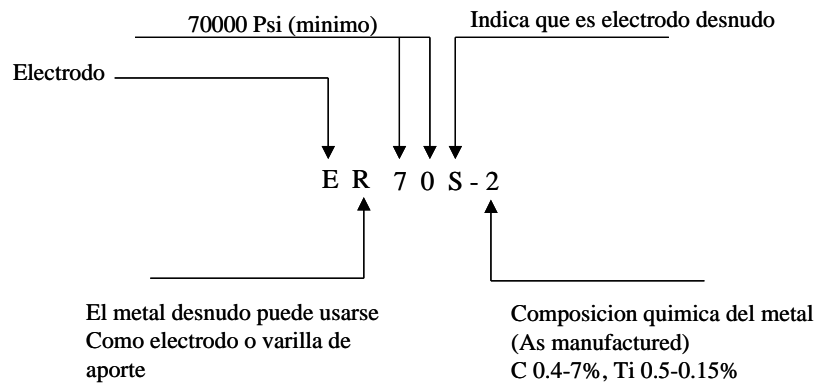 70000 Psi (minimo)
Indica que es electrodo desnudo
Electrodo
E R 7 0 S - 2
El metal desnudo puede usarse
Como electrodo o varilla de
aporte
Composicion quimica del metal
(As manufactured)
C 0.4-7%, Ti 0.5-0.15%